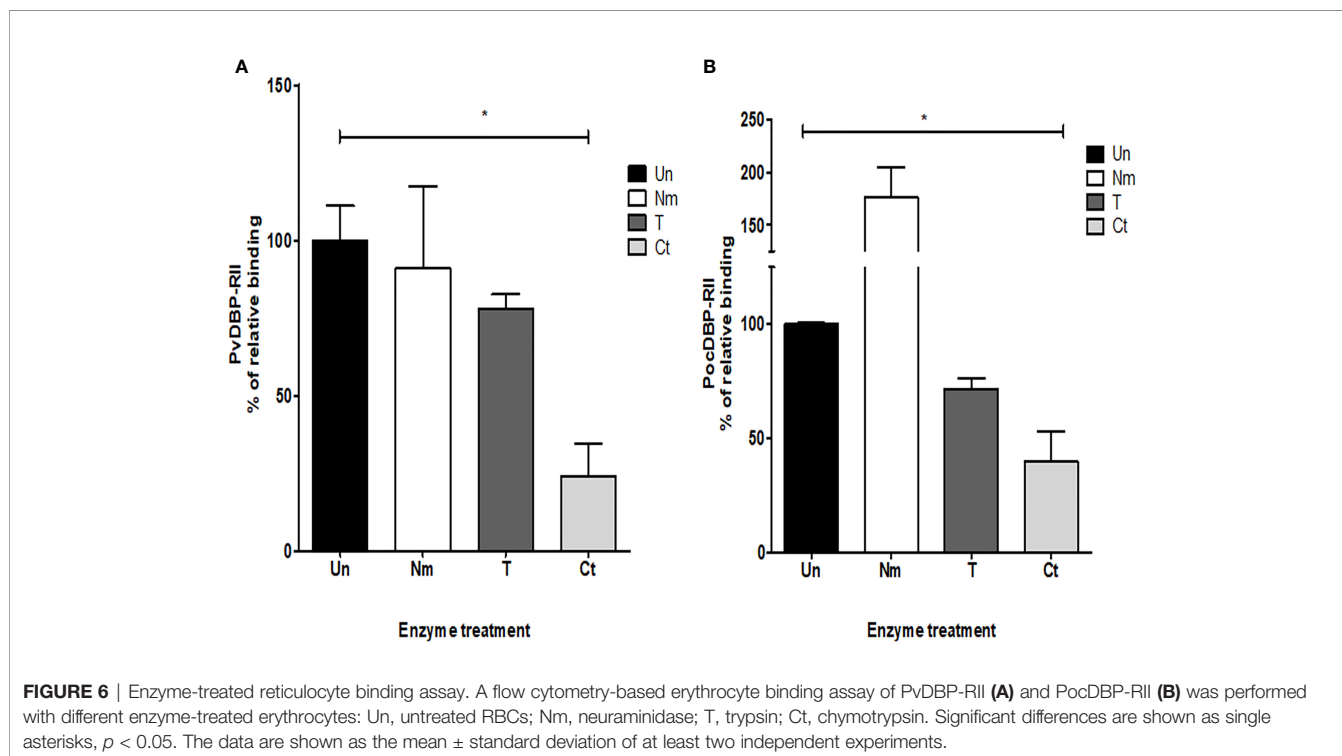 A
150
100
50
0
PvDBP-RII
% of relative binding
*
Un
Nm
T
Ct
Un Nm T Ct
Enzyme treatment
B
250
200
150
100
50
0
PocDBP-RII
% of relative binding
*
Un
Nm
T
Ct
Un Nm T Ct
Enzyme treatment
FIGURE 6 | Enzyme-treated reticulocyte binding assay. A flow cytometry-based erythrocyte binding assay of PvDBP-RII (A) and PocDBP-RII (B) was performed
with different enzyme-treated erythrocytes: Un, untreated RBCs; Nm, neuraminidase; T, trypsin; Ct, chymotrypsin. Significant differences are shown as single
asterisks, p < 0.05. The data are shown as the mean ± standard deviation of at least two independent experiments.